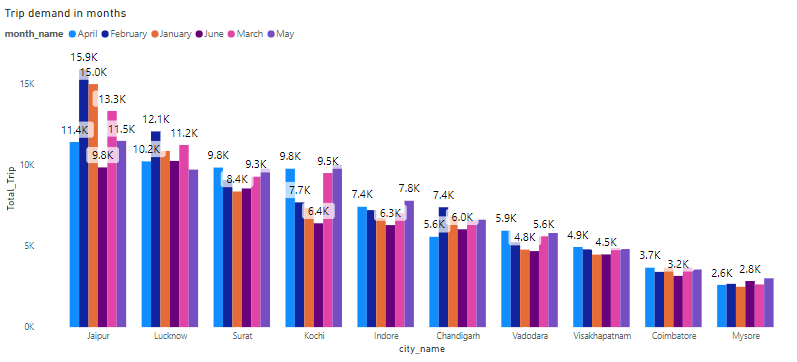 Trip demand in months
month_name April February January June March May
Total_Trip
15K
10K
5K
0K
11.4K 15.9K 15.0K 9.8K 13.3K 11.5K
10.2K 12.1K 11.2K
9.8K 8.4K 9.3K
9.8K 7.7K 6.4K 9.5K
7.4K 6.3K 7.8K
5.6K 7.4K 6.0K
5.9K 4.8K 5.6K
4.9K 4.5K
3.7K 3.2K
2.6K 2.8K
Jaipur Lucknow Surat Kochi Indore Chandigarh Vadodara Visakhapatnam Coimbatore Mysore
city_name